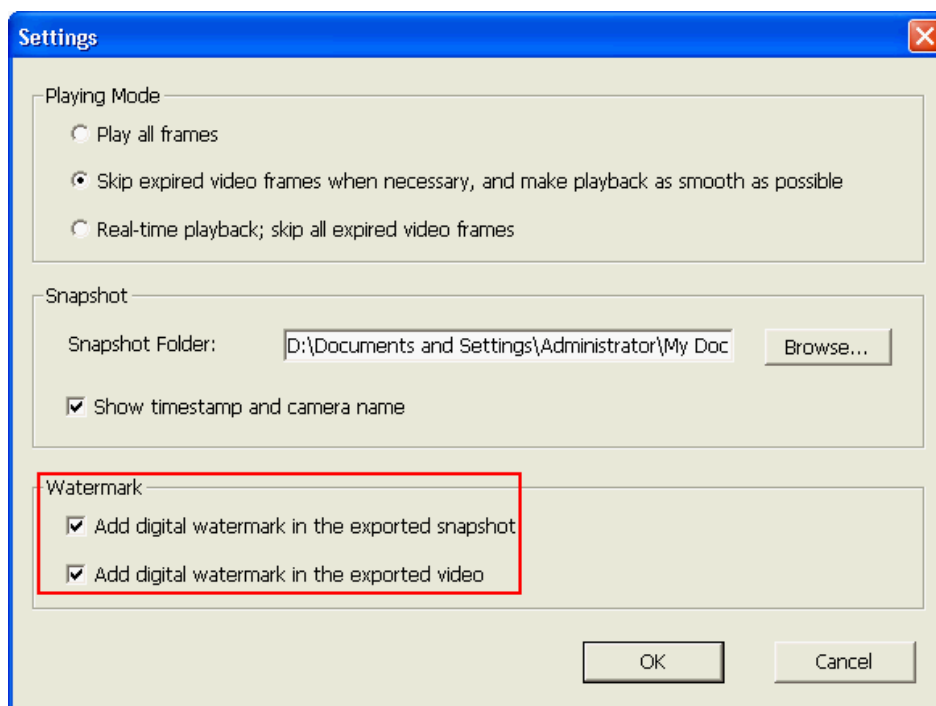 Settings
Playing Mode
Play all frames
Skip expired video frames when necessary, and make playback as smooth as possible
Real-time playback; skip all expired video frames
Snapshot
Snapshot Folder: D:\Documents and Settings\Administrator\My Doc Browse...
Show timestamp and camera name
Watermark
Add digital watermark in the exported snapshot
Add digital watermark in the exported video
OK Cancel